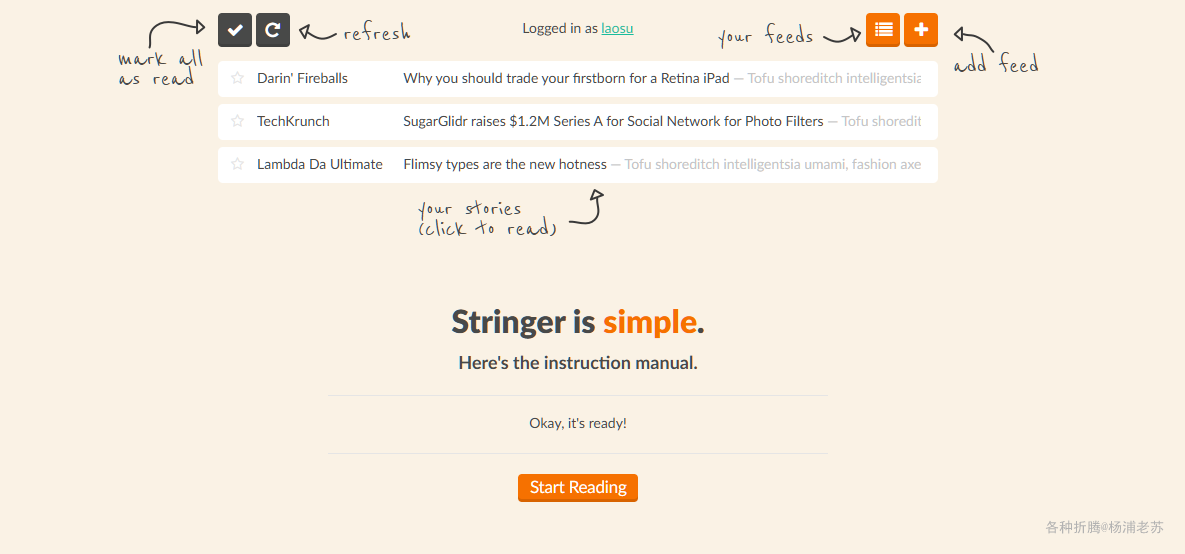 Logged in as laosu
refresh
your feeds
mark all
as read
add feed
Darin' Fireballs Why you should trade your firstborn for a Retina iPad — Tofu shoreditch intelligentsia
TechKrunch SugarGlidr raises $1.2M Series A for Social Network for Photo Filters — Tofu shoredit
Lambda Da Ultimate Flimsy types are the new hotness — Tofu shoreditch intelligentsia umami, fashion axe
your stories
(click to read)
Stringer is simple.
Here's the instruction manual.
Okay, it's ready!
Start Reading
各种折腾@杨浦老苏